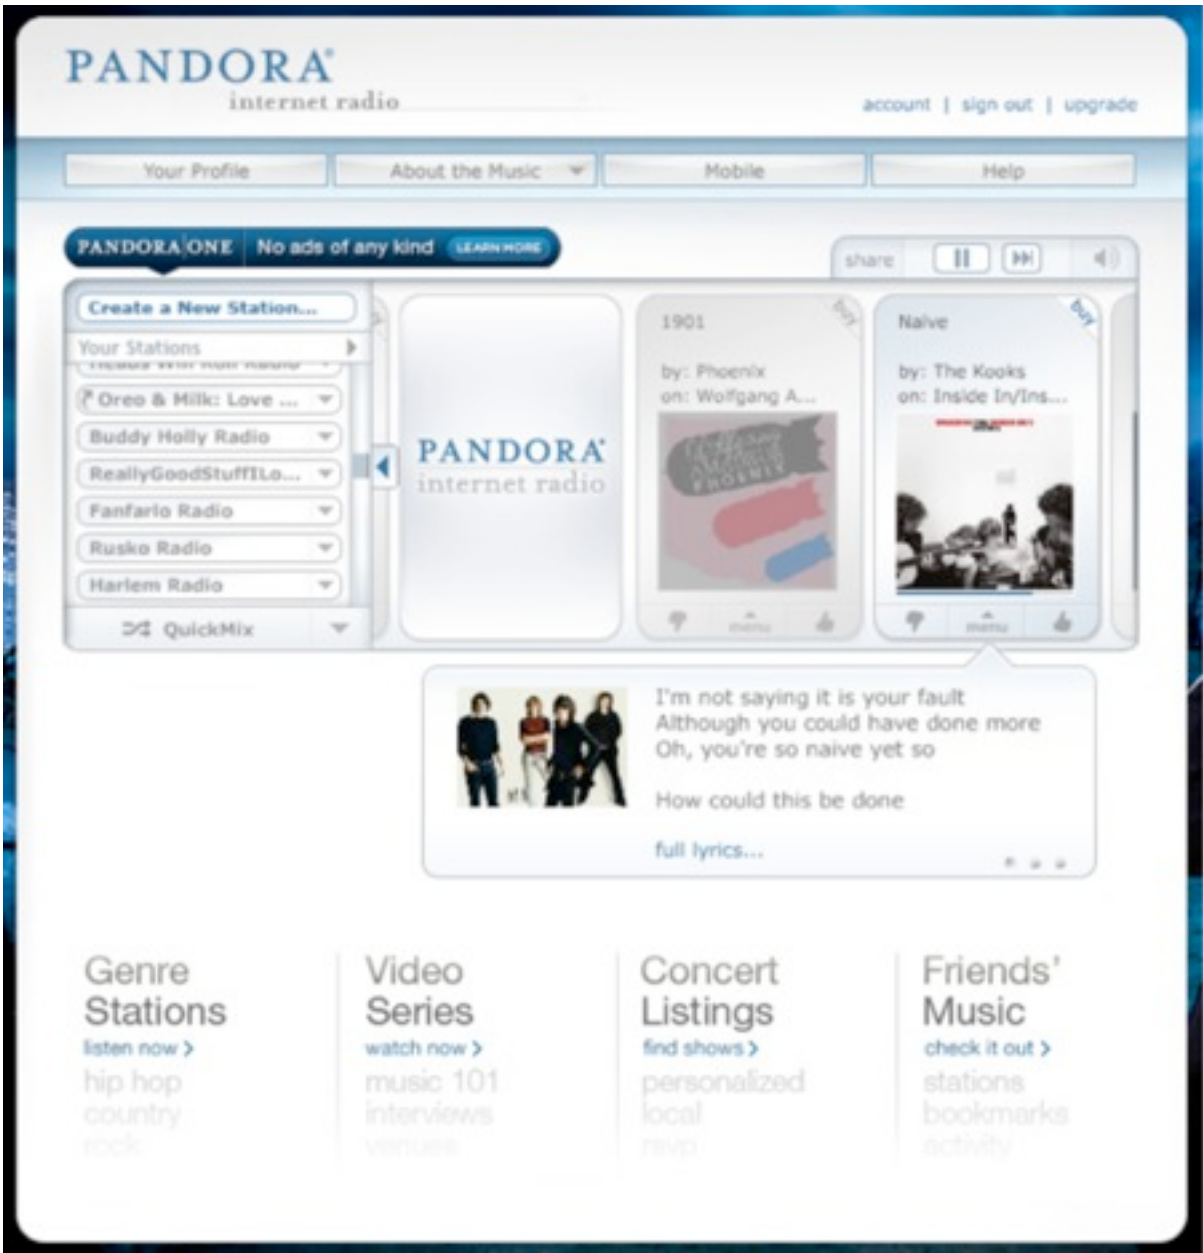 PANDORA®
internet radio
account | sign out | upgrade
Your Profile
About the Music
Mobile
Help
PANDORA|ONE No ads of any kind LEARN MORE
share
Create a New Station...
Your Stations
Heads Will Roll Radio
Oreo & Milk: Love ...
Buddy Holly Radio
ReallyGoodStuffILo...
Fanfarlo Radio
Rusko Radio
Harlem Radio
QuickMix
PANDORA®
internet radio
1901
buy
by: Phoenix
on: Wolfgang A...
PHOENIX
menu
Naive
buy
by: The Kooks
on: Inside In/Ins...
menu
I'm not saying it is your fault
Although you could have done more
Oh, you're so naive yet so
How could this be done
full lyrics...
Genre
Stations
listen now >
hip hop
country
rock
Video
Series
watch now >
music 101
interviews
venues
Concert
Listings
find shows >
personalized
local
rsvp
Friends'
Music
check it out >
stations
bookmarks
activity